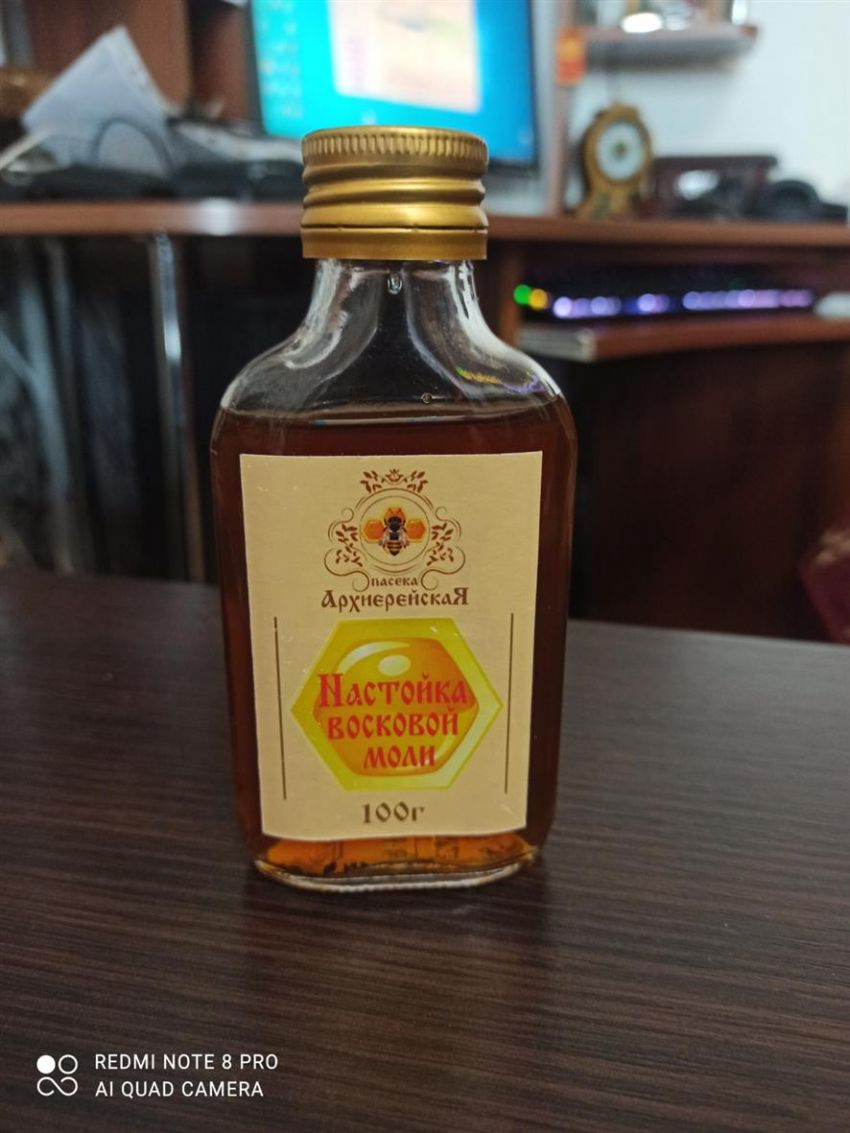 пасека
Архиерейская
Настойка
восковой
моли
100г
REDMI NOTE 8 PRO
AI QUAD CAMERA